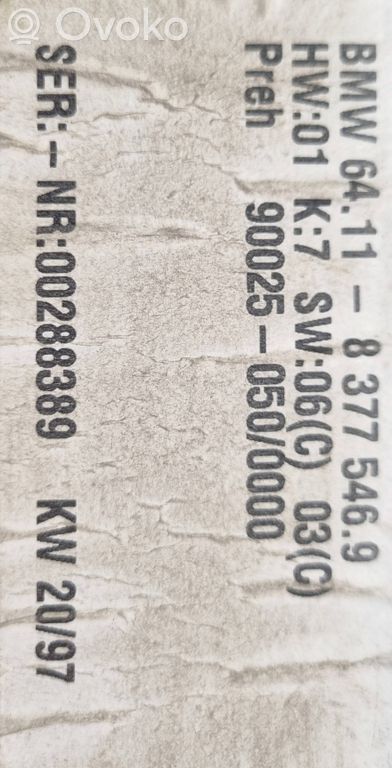 Ovoko
BMW 64.11 - 8 377 546.9
HW:01 K:7 SW:06(C) 03(C)
Preh 90025-050/0000
SER:-NR:00288389 KW 20/97